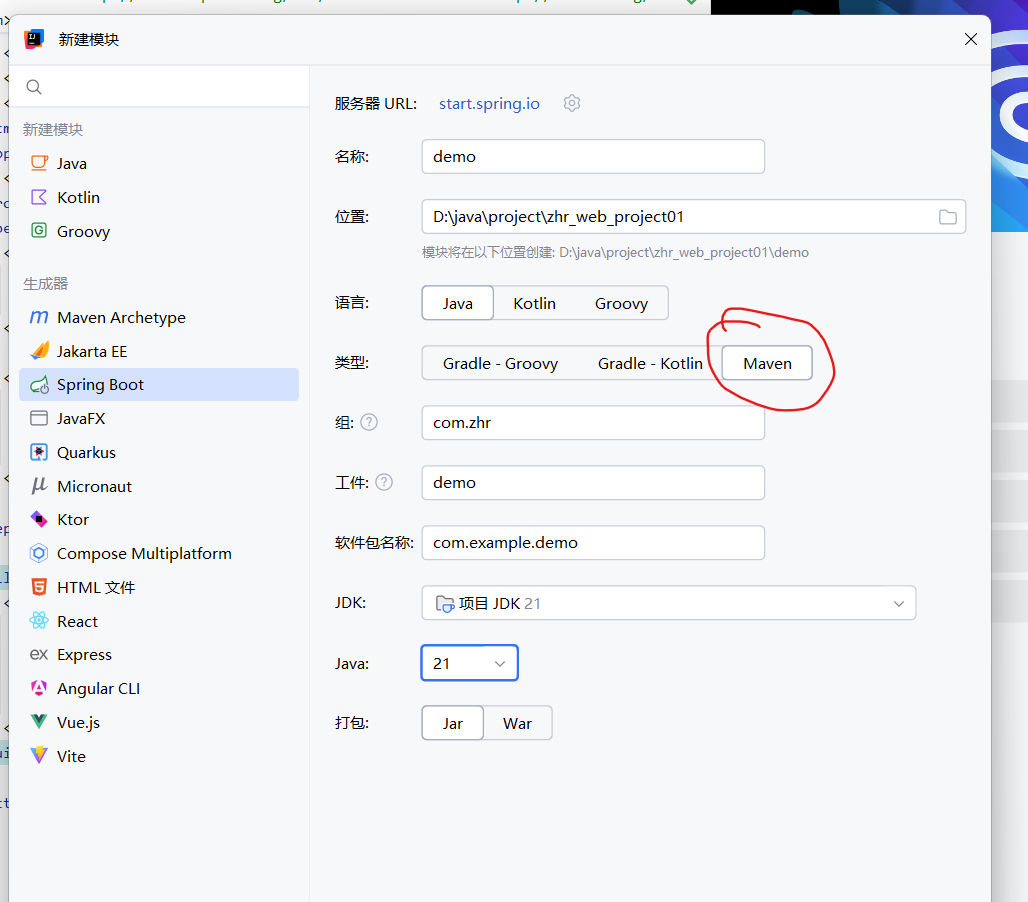 新建模块
新建模块
Java
Kotlin
Groovy
生成器
Maven Archetype
Jakarta EE
Spring Boot
JavaFX
Quarkus
Micronaut
Ktor
Compose Multiplatform
HTML 文件
React
Express
Angular CLI
Vue.js
Vite
服务器 URL: start.spring.io
名称: demo
位置: D:\java\project\zhr_web_project01
模块将在以下位置创建: D:\java\project\zhr_web_project01\demo
语言: Java Kotlin Groovy
类型: Gradle - Groovy Gradle - Kotlin Maven
组: ? com.zhr
工件: ? demo
软件包名称: com.example.demo
JDK: 项目 JDK 21
Java: 21
打包: Jar War